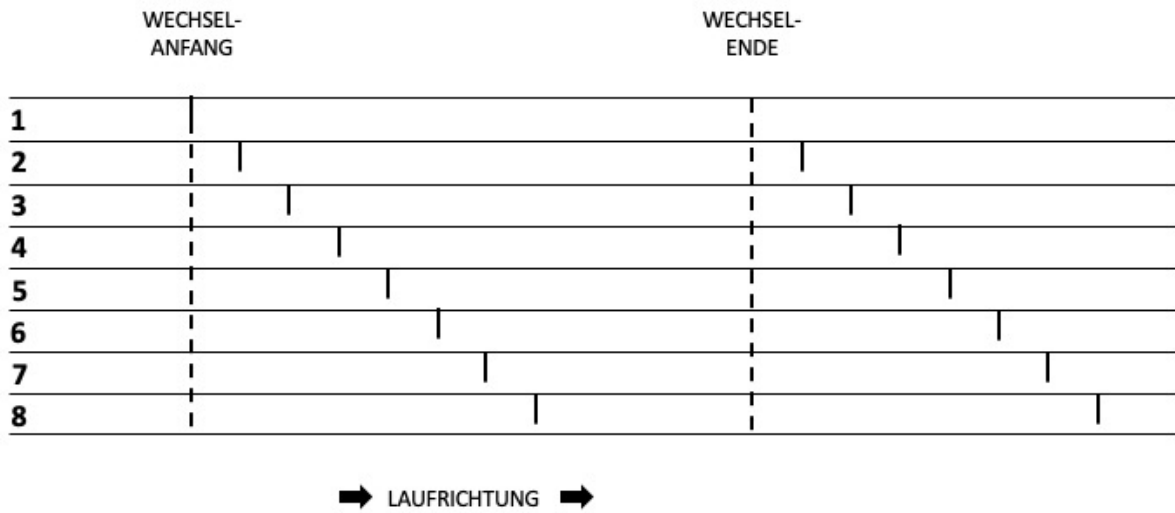 WECHSEL-
ANFANG
WECHSEL-
ENDE
1
2
3
4
5
6
7
8
LAUFRICHTUNG